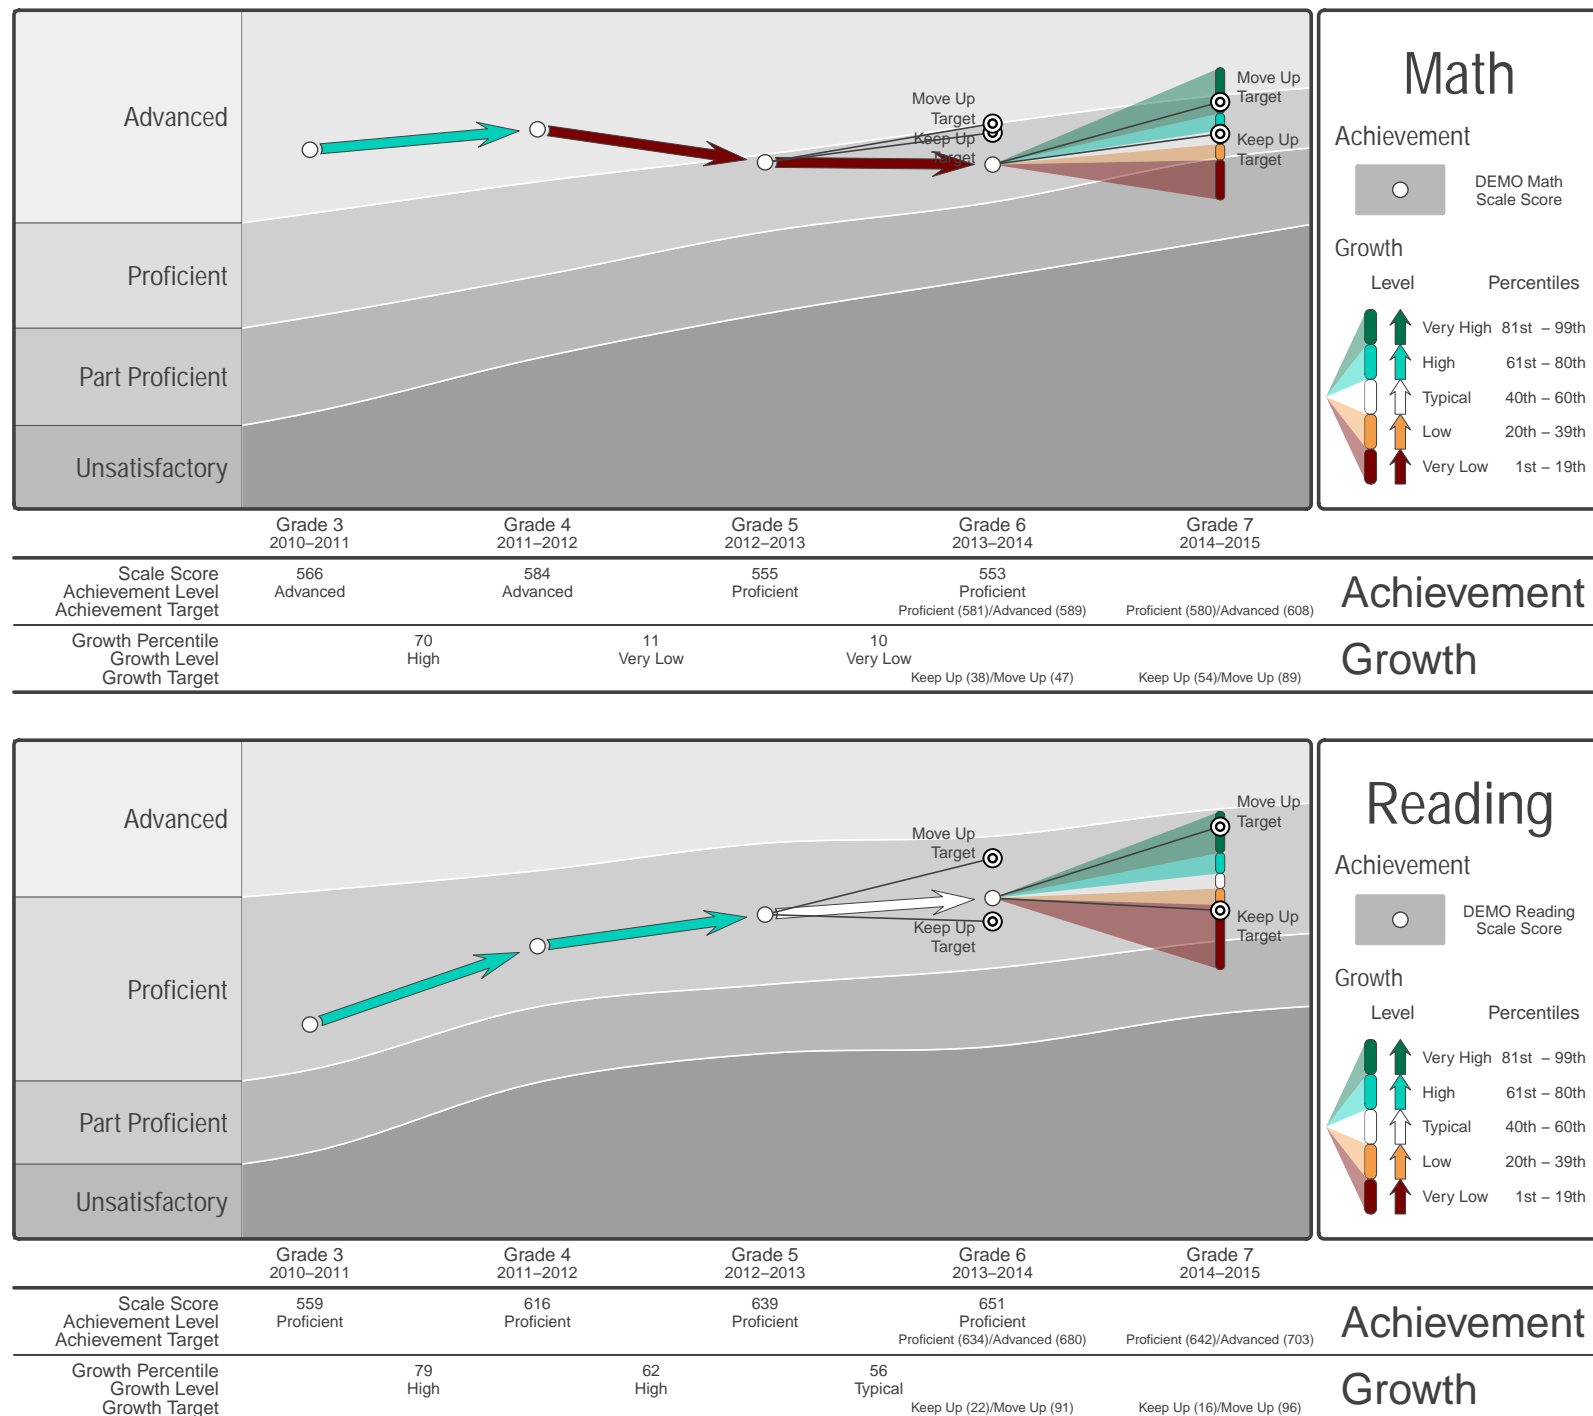 Math
Advanced
Proficient
Part Proficient
Unsatisfactory
Move Up
Target
Keep Up
Target
Move Up
Target
Keep Up
Target
Achievement
DEMO Math
Scale Score
Growth
Level Percentiles
Very High 81st – 99th
High 61st – 80th
Typical 40th – 60th
Low 20th – 39th
Very Low 1st – 19th
Grade 3 Grade 4 Grade 5 Grade 6 Grade 7
2010–2011 2011–2012 2012–2013 2013–2014 2014–2015
Scale Score 566 584 555 553
Achievement Level Advanced Advanced Proficient Proficient
Achievement Target Proficient (581)/Advanced (589) Proficient (580)/Advanced (608)
Achievement
Growth Percentile 70 11 10
Growth Level High Very Low Very Low
Growth Target Keep Up (38)/Move Up (47) Keep Up (54)/Move Up (89)
Growth
Reading
Advanced
Proficient
Part Proficient
Unsatisfactory
Move Up
Target
Keep Up
Target
Move Up
Target
Keep Up
Target
Achievement
DEMO Reading
Scale Score
Growth
Level Percentiles
Very High 81st – 99th
High 61st – 80th
Typical 40th – 60th
Low 20th – 39th
Very Low 1st – 19th
Grade 3 Grade 4 Grade 5 Grade 6 Grade 7
2010–2011 2011–2012 2012–2013 2013–2014 2014–2015
Scale Score 559 616 639 651
Achievement Level Proficient Proficient Proficient Proficient
Achievement Target Proficient (634)/Advanced (680) Proficient (642)/Advanced (703)
Achievement
Growth Percentile 79 62 56
Growth Level High High Typical
Growth Target Keep Up (22)/Move Up (91) Keep Up (16)/Move Up (96)
Growth